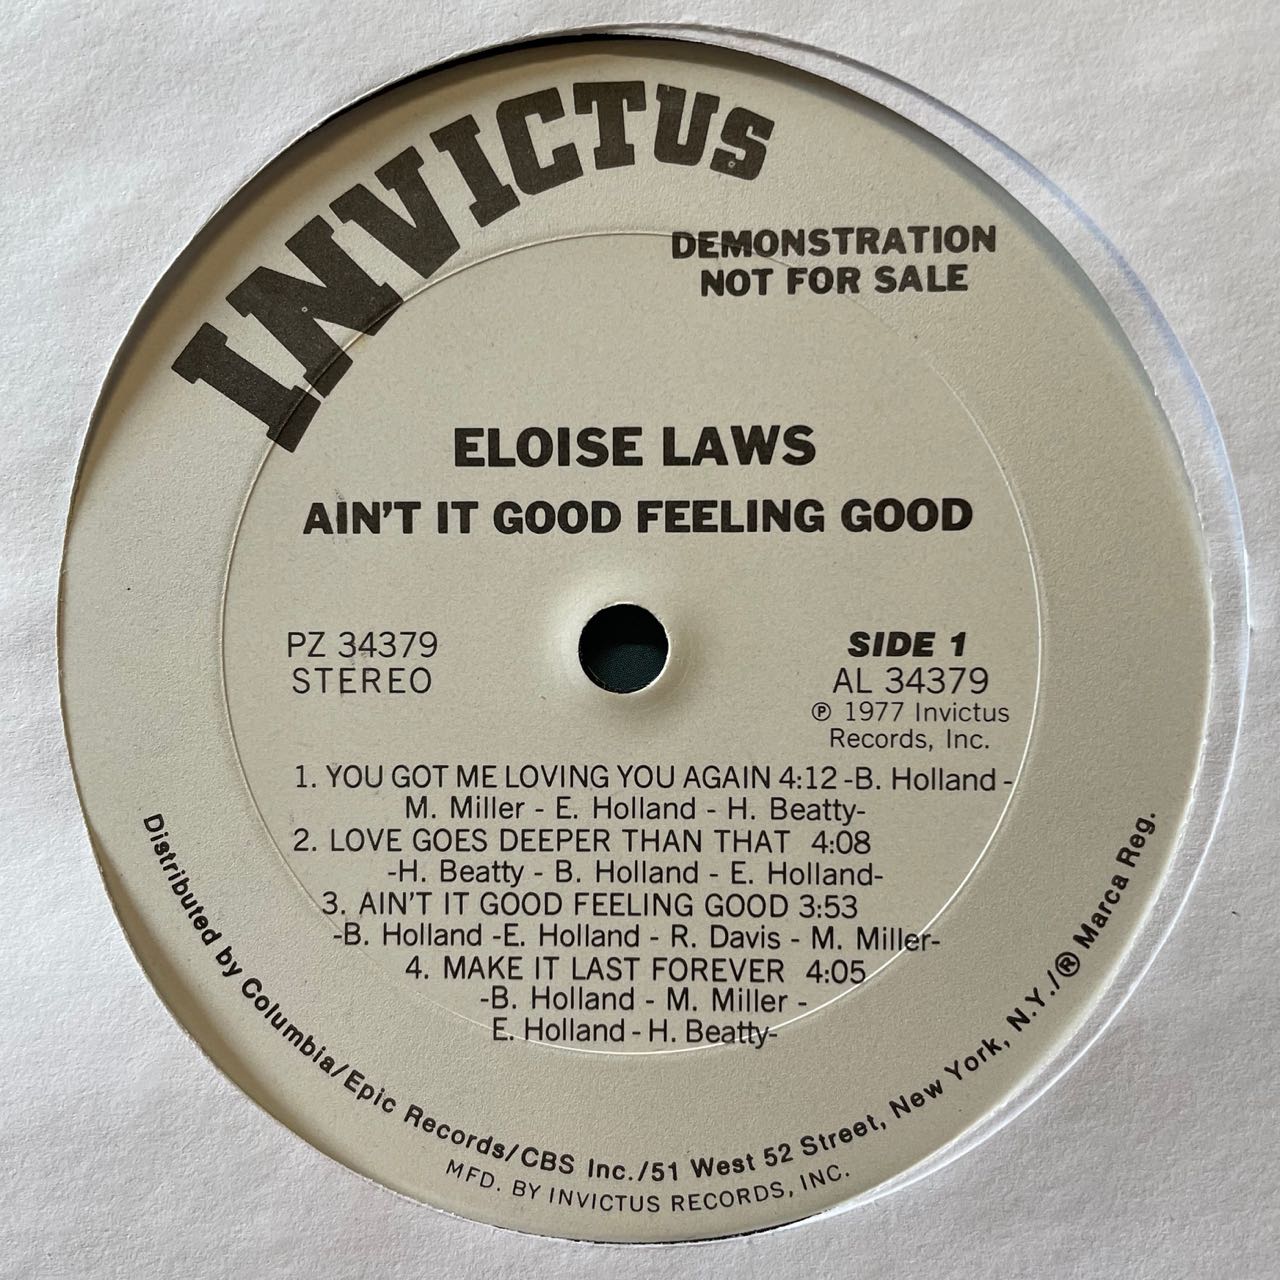 INVICTUS
DEMONSTRATION
NOT FOR SALE
ELOISE LAWS
AIN'T IT GOOD FEELING GOOD
PZ 34379
STEREO
SIDE 1
AL 34379
℗ 1977 Invictus
Records, Inc.
1. YOU GOT ME LOVING YOU AGAIN 4:12 -B. Holland -
M. Miller - E. Holland - H. Beatty-
2. LOVE GOES DEEPER THAN THAT 4:08
-H. Beatty - B. Holland - E. Holland-
3. AIN'T IT GOOD FEELING GOOD 3:53
-B. Holland -E. Holland - R. Davis - M. Miller-
4. MAKE IT LAST FOREVER 4:05
-B. Holland - M. Miller -
E. Holland - H. Beatty-
Distributed by Columbia/Epic Records/CBS Inc./51 West 52 Street, New York, N.Y./® Marca Reg.
MFD. BY INVICTUS RECORDS, INC.